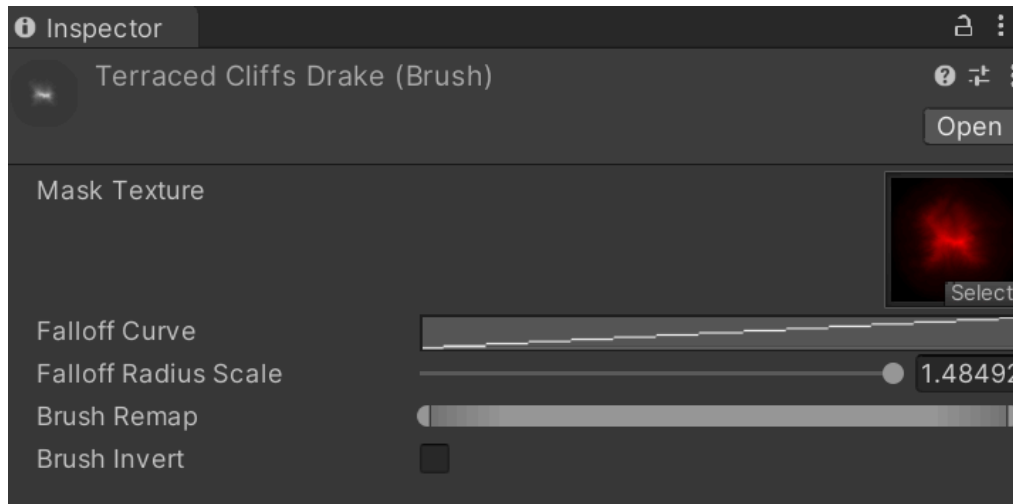 Inspector
Terraced Cliffs Drake (Brush)
Open
Mask Texture
Select
Falloff Curve
Falloff Radius Scale 1.48492
Brush Remap
Brush Invert